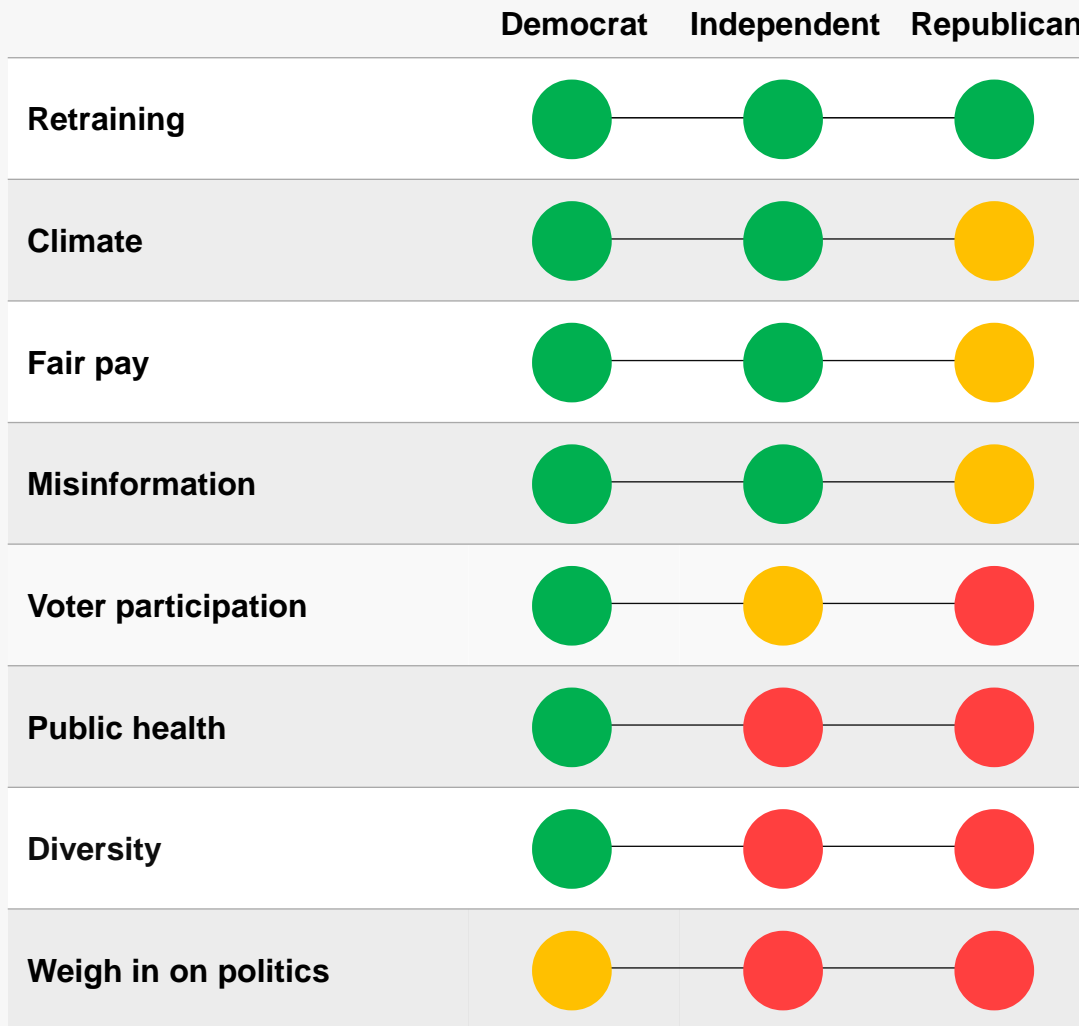 Democrat Independent Republican
Retraining
Climate
Fair pay
Misinformation
Voter participation
Public health
Diversity
Weigh in on politics